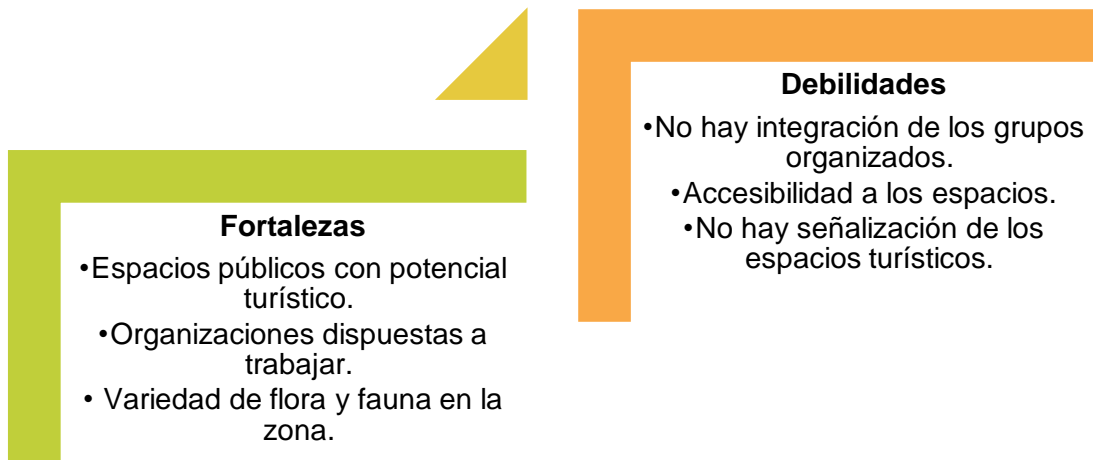 Fortalezas
•Espacios públicos con potencial
turístico.
•Organizaciones dispuestas a
trabajar.
• Variedad de flora y fauna en la
zona.
Debilidades
•No hay integración de los grupos
organizados.
•Accesibilidad a los espacios.
•No hay señalización de los
espacios turísticos.